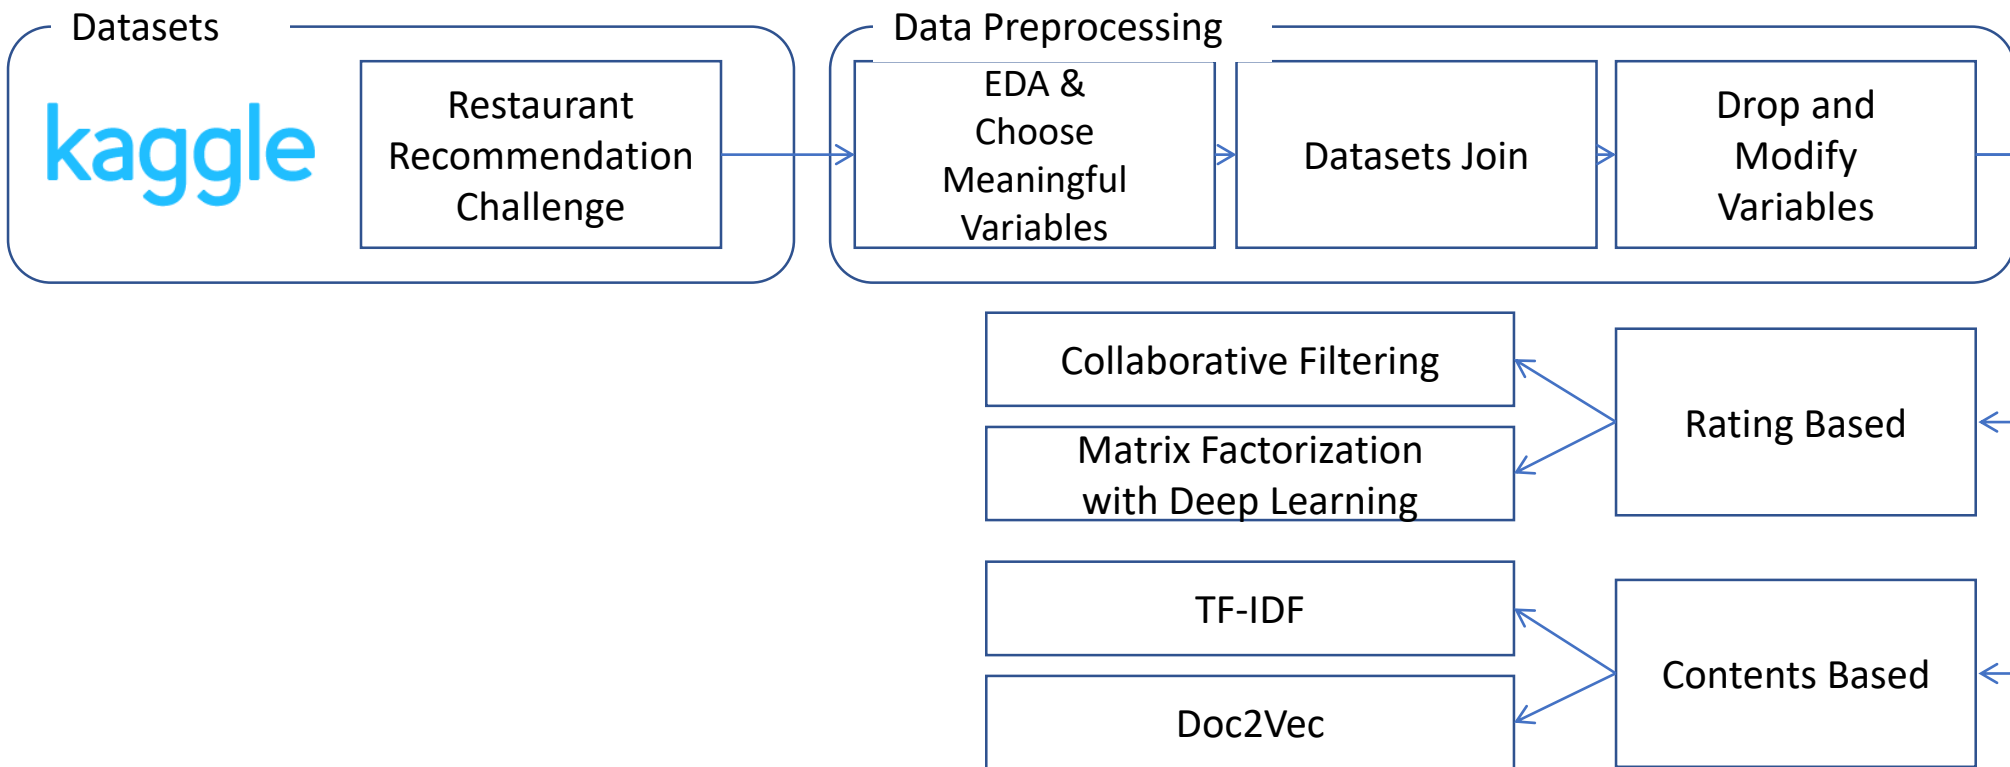 Datasets
kaggle
Restaurant
Recommendation
Challenge
Data Preprocessing
EDA &
Choose
Meaningful
Variables
Datasets Join
Drop and
Modify
Variables
Collaborative Filtering
Matrix Factorization
with Deep Learning
Rating Based
TF-IDF
Doc2Vec
Contents Based